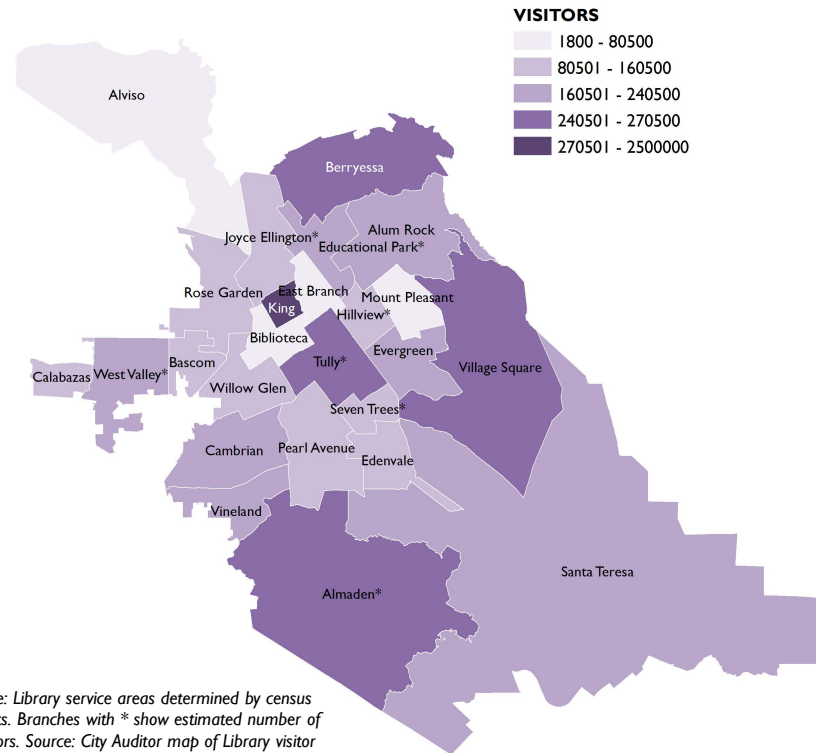 VISITORS
1800 - 80500
80501 - 160500
160501 - 240500
240501 - 270500
270501 - 2500000
Alviso
Berryessa
Alum Rock
Joyce Ellington*
Educational Park*
Rose Garden
East Branch
Mount Pleasant
King
Hillview*
Biblioteca
Evergreen
Tully*
Village Square
Bascom
Calabazas
West Valley*
Willow Glen
Seven Trees*
Cambrian
Pearl Avenue
Edenvale
Vineland
Santa Teresa
Almaden*
e: Library service areas determined by census
ts. Branches with * show estimated number of
ors. Source: City Auditor map of Library visitor